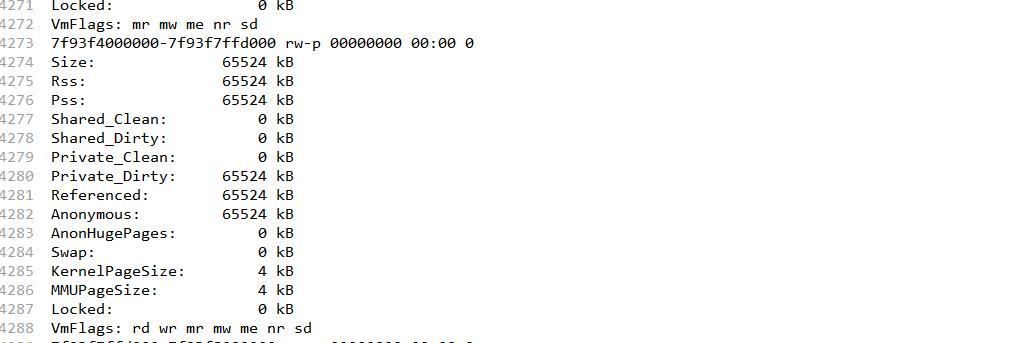 4271 Locked: 0 kB
4272 VmFlags: mr mw me nr sd
4273 7f93f4000000-7f93f7ffd000 rw-p 00000000 00:00 0
4274 Size: 65524 kB
4275 Rss: 65524 kB
4276 Pss: 65524 kB
4277 Shared_Clean: 0 kB
4278 Shared_Dirty: 0 kB
4279 Private_Clean: 0 kB
4280 Private_Dirty: 65524 kB
4281 Referenced: 65524 kB
4282 Anonymous: 65524 kB
4283 AnonHugePages: 0 kB
4284 Swap: 0 kB
4285 KernelPageSize: 4 kB
4286 MMUPageSize: 4 kB
4287 Locked: 0 kB
4288 VmFlags: rd wr mr mw me nr sd